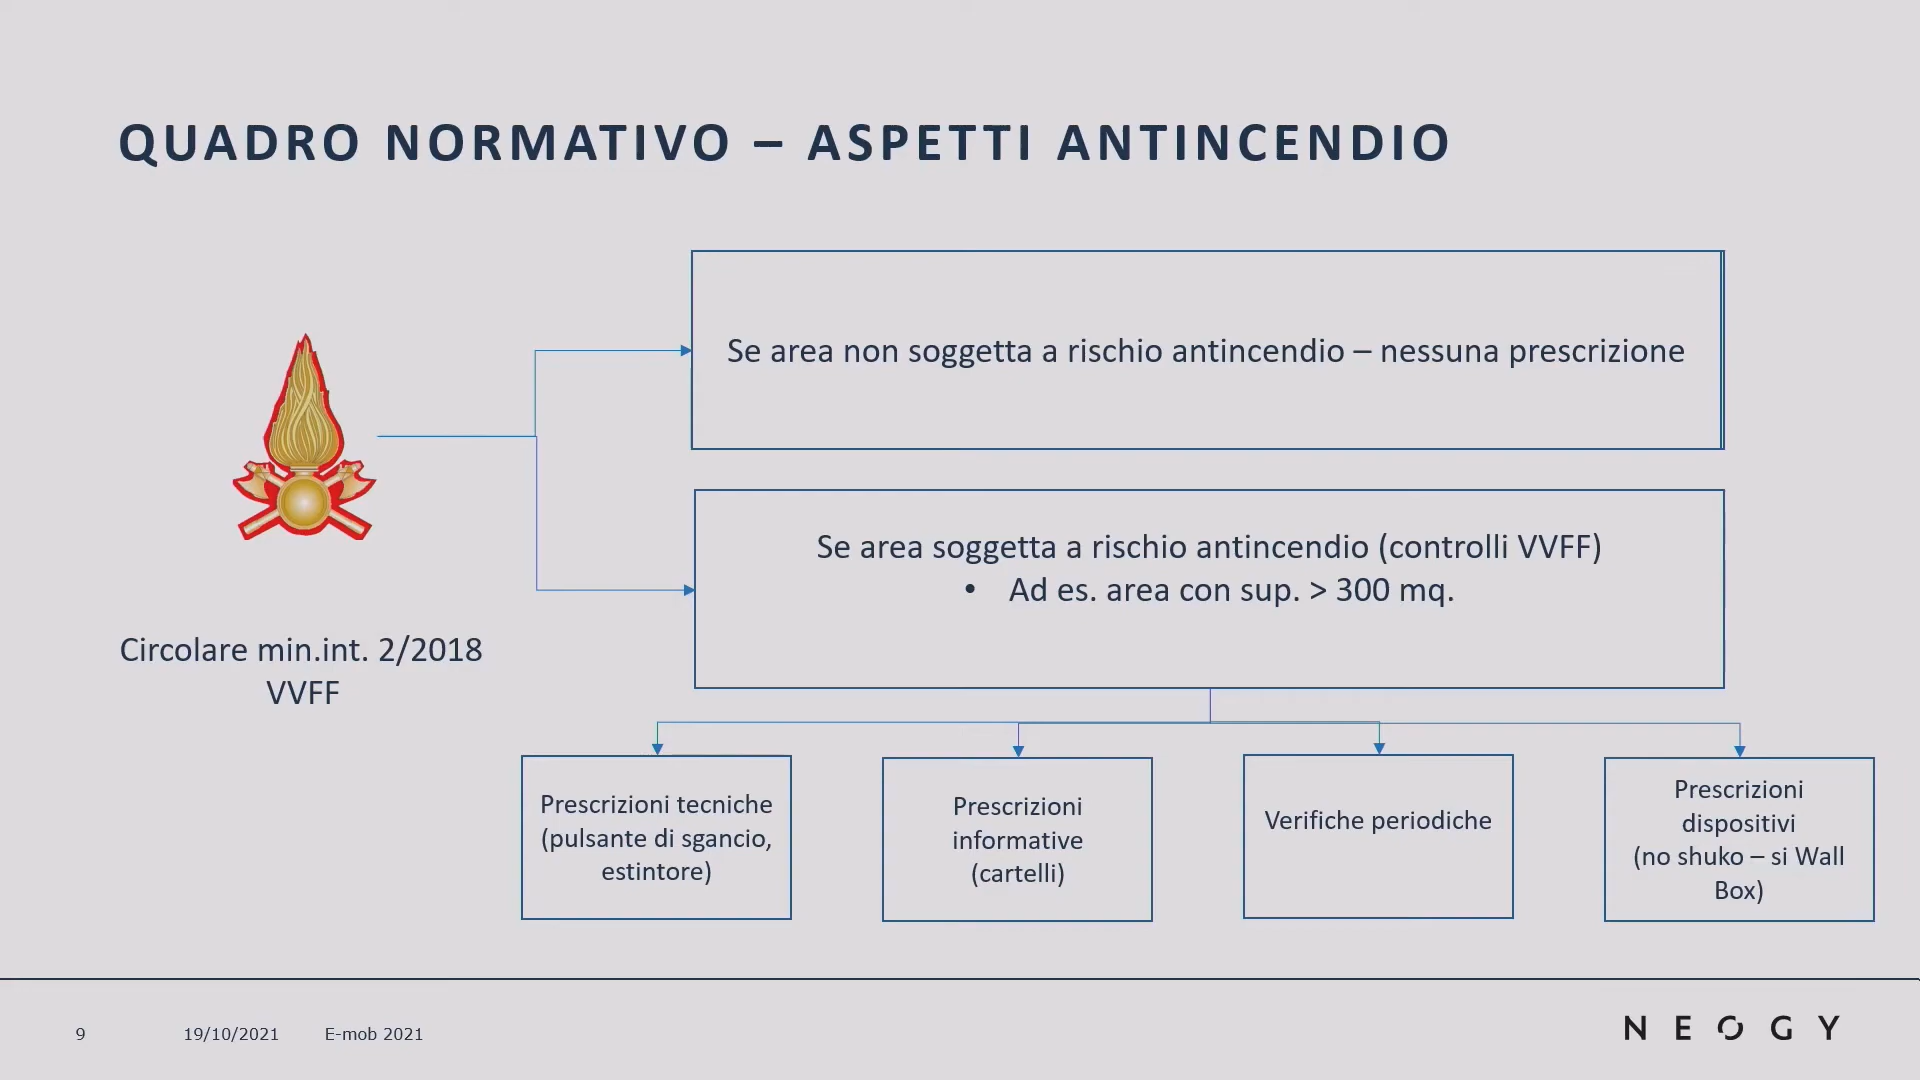 QUADRO NORMATIVO – ASPETTI ANTINCENDIO
Se area non soggetta a rischio antincendio – nessuna prescrizione
Se area soggetta a rischio antincendio (controlli VVFF)
• Ad es. area con sup. > 300 mq.
Circolare min.int. 2/2018
VVFF
Prescrizioni tecniche
(pulsante di sgancio,
estintore)
Prescrizioni
informative
(cartelli)
Verifiche periodiche
Prescrizioni
dispositivi
(no shuko – si Wall
Box)
9
19/10/2021
E-mob 2021
NEOGY